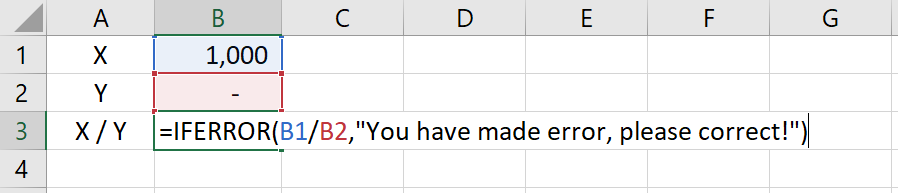 A B C D E F G
1 X 1,000
2 Y -
3 X / Y =IFERROR(B1/B2,"You have made error, please correct!")
4